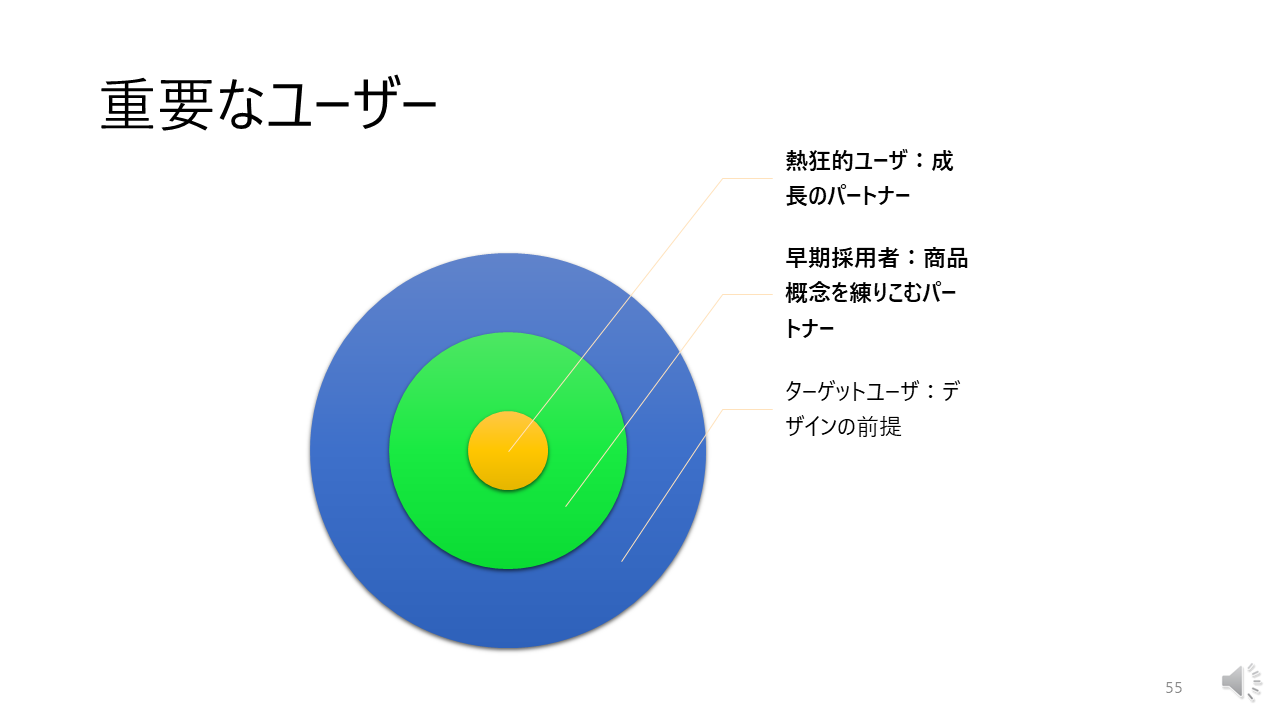 重要なユーザー
熱狂的ユーザ：成
長のパートナー
早期採用者：商品
概念を練りこむパー
トナー
ターゲットユーザ：デ
ザインの前提
55